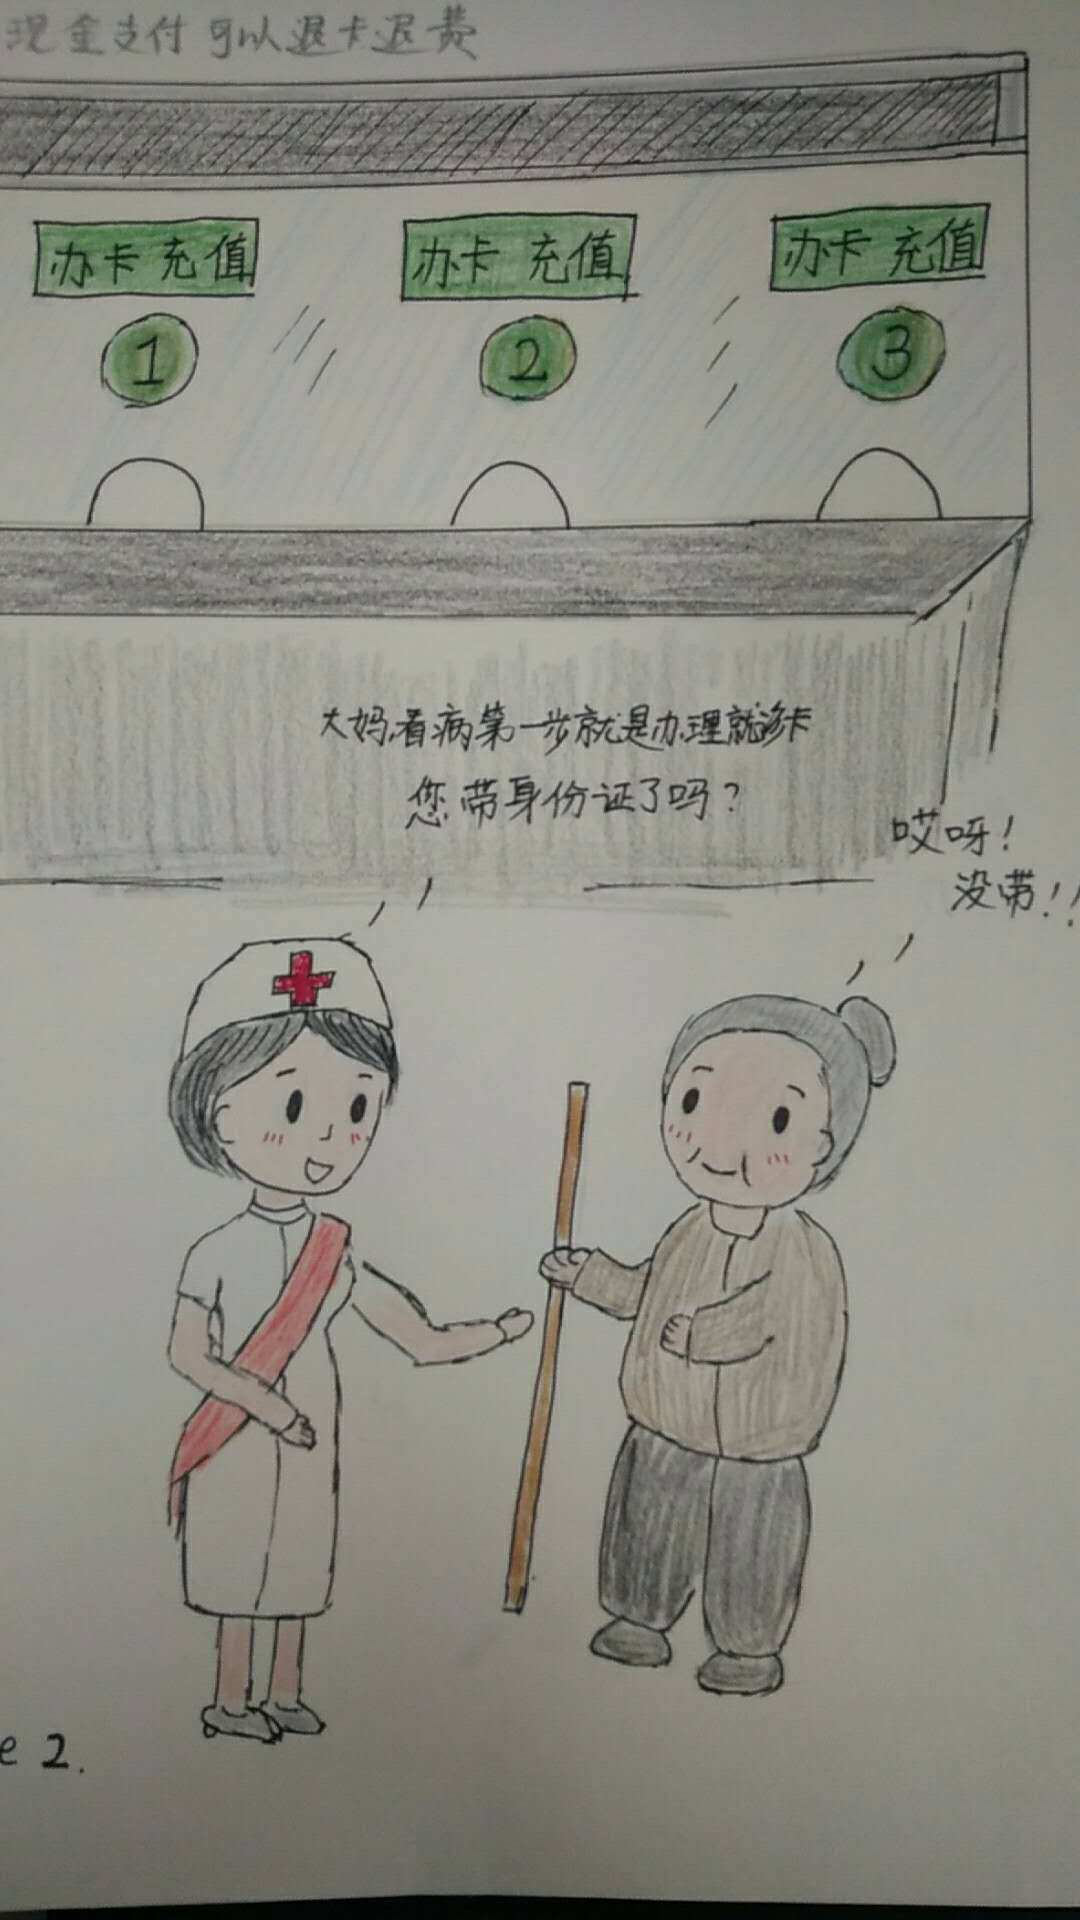 现金支付 可以退卡退费
办卡 充值
办卡 充值
办卡 充值
1
2
3
大妈,看病第一步就是办理就诊卡
您带身份证了吗?
哎呀!
没带!!
e 2.